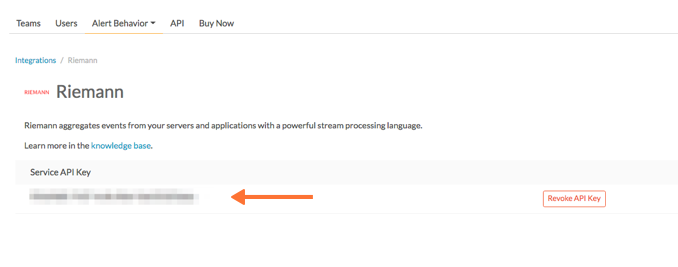 Teams Users Alert Behavior API Buy Now
Integrations / Riemann
RIEMANN Riemann
Riemann aggregates events from your servers and applications with a powerful stream processing language.
Learn more in the knowledge base.
Service API Key
Revoke API Key